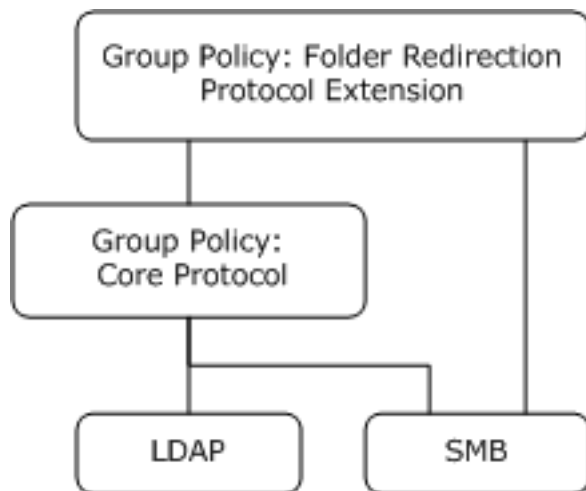 Group Policy: Folder Redirection
Protocol Extension
Group Policy:
Core Protocol
LDAP
SMB